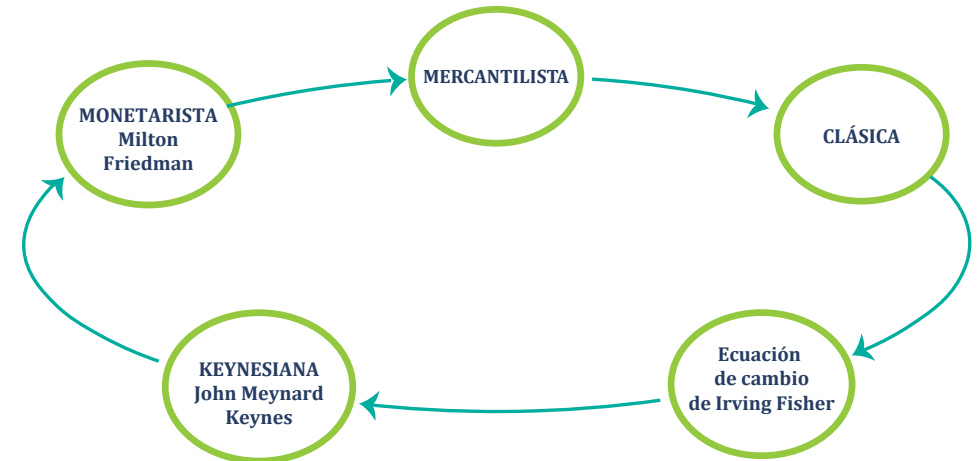 MERCANTILISTA
CLÁSICA
Ecuación
de cambio
de Irving Fisher
KEYNESIANA
John Meynard
Keynes
MONETARISTA
Milton
Friedman